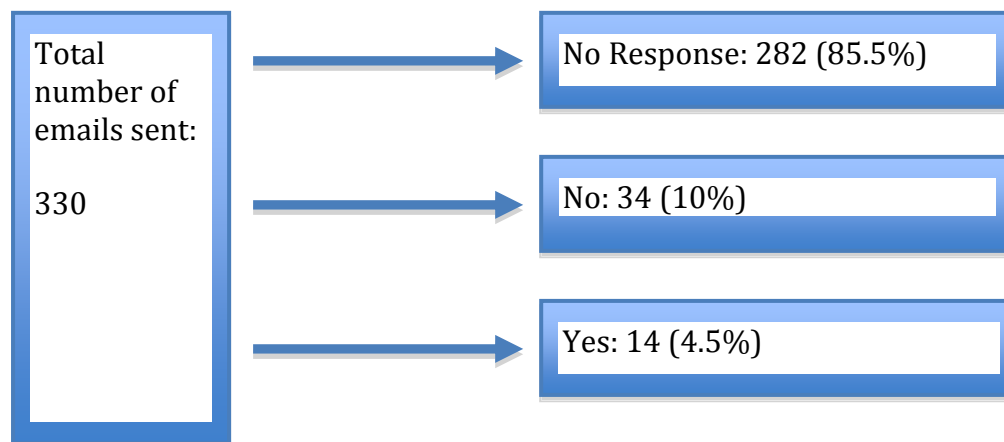 Total
number of
emails sent:
330
No Response: 282 (85.5%)
No: 34 (10%)
Yes: 14 (4.5%)